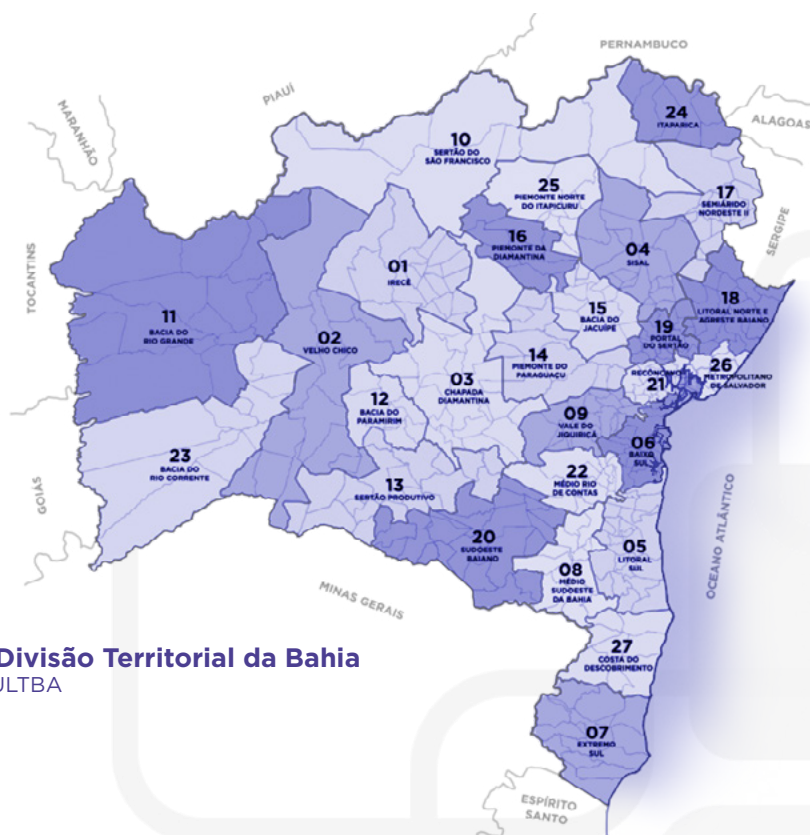 PERNAMBUCO
PIAUÍ
MARANHÃO
24
ITAPARICA
ALAGOAS
10
SERTÃO DO
SÃO FRANCISCO
25
PIEMONTE NORTE
DO ITAPICURU
17
SEMIÁRIDO
NORDESTE II
16
PIEMONTE DA
DIAMANTINA
04
SISAL
SERGIPE
TOCANTINS
01
IRECÊ
18
LITORAL NORTE E
AGRESTE BAIANO
11
BACIA DO
RIO GRANDE
02
VELHO CHICO
15
BACIA DO
JACUÍPE
19
PORTAL
DO SERTÃO
14
PIEMONTE DO
PARAGUAÇU
26
METROPOLITANO
DE SALVADOR
RECÔNCAVO
21
03
CHAPADA
DIAMANTINA
12
BACIA DO
PARAMIRIM
09
VALE DO
JIQUIRIÇÁ
06
BAIXO
SUL
23
BACIA DO
RIO CORRENTE
22
MÉDIO RIO
DE CONTAS
13
SERTÃO PRODUTIVO
GOIÁS
20
SUDOESTE
BAIANO
05
LITORAL
SUL
OCEANO ATLÂNTICO
08
MÉDIO
SUDOESTE
DA BAHIA
MINAS GERAIS
27
COSTA DO
DESCOBRIMENTO
Divisão Territorial da Bahia
ULTBA
07
EXTREMO
SUL
ESPÍRITO
SANTO